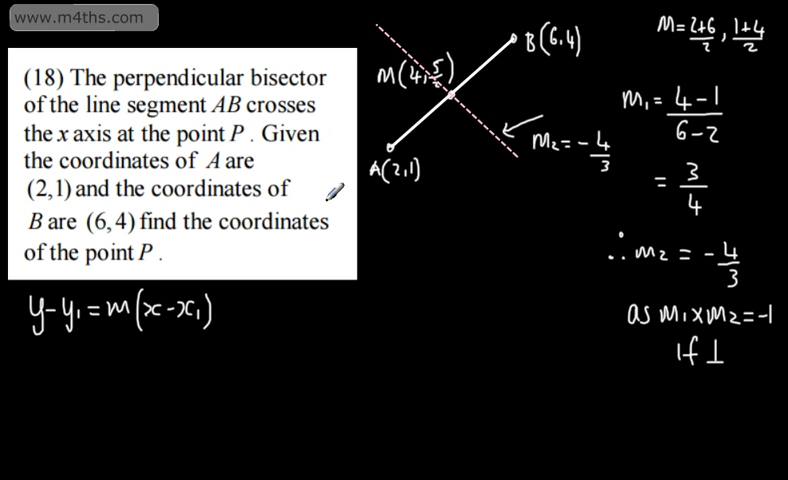 www.m4ths.com
(18) The perpendicular bisector
of the line segment AB crosses
the x axis at the point P . Given
the coordinates of A are
(2,1) and the coordinates of
B are (6,4) find the coordinates
of the point P .
y-y₁=m(x-x₁)
B(6,4)
M(4,5/2)
A(2,1)
m₂=-4/3
M=2+6/2, 1+4/2
m₁=4-1/6-2
=3/4
∴m₂=-4/3
as m₁xm₂=-1
if ⊥